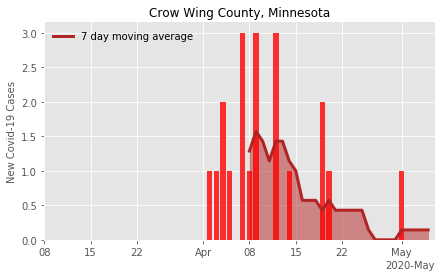 Crow Wing County, Minnesota
7 day moving average
New Covid-19 Cases
3.0
2.5
2.0
1.5
1.0
0.5
0.0
08 15 22 Apr 08 15 22 May
2020-May